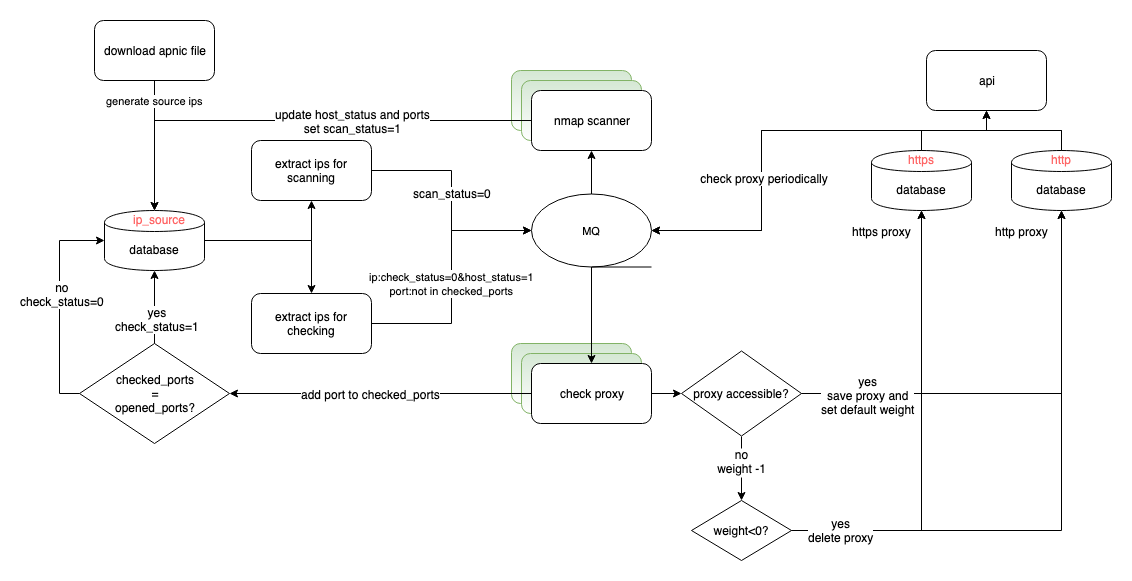 download apnic file
generate source ips
update host_status and ports
set scan_status=1
nmap scanner
api
extract ips for
scanning
scan_status=0
check proxy periodically
https
database
http
database
ip_source
database
MQ
https proxy
http proxy
ip:check_status=0&host_status=1
port:not in checked_ports
no
check_status=0
yes
check_status=1
extract ips for
checking
checked_ports
=
opened_ports?
add port to checked_ports
check proxy
proxy accessible?
yes
save proxy and
set default weight
no
weight -1
weight<0?
yes
delete proxy